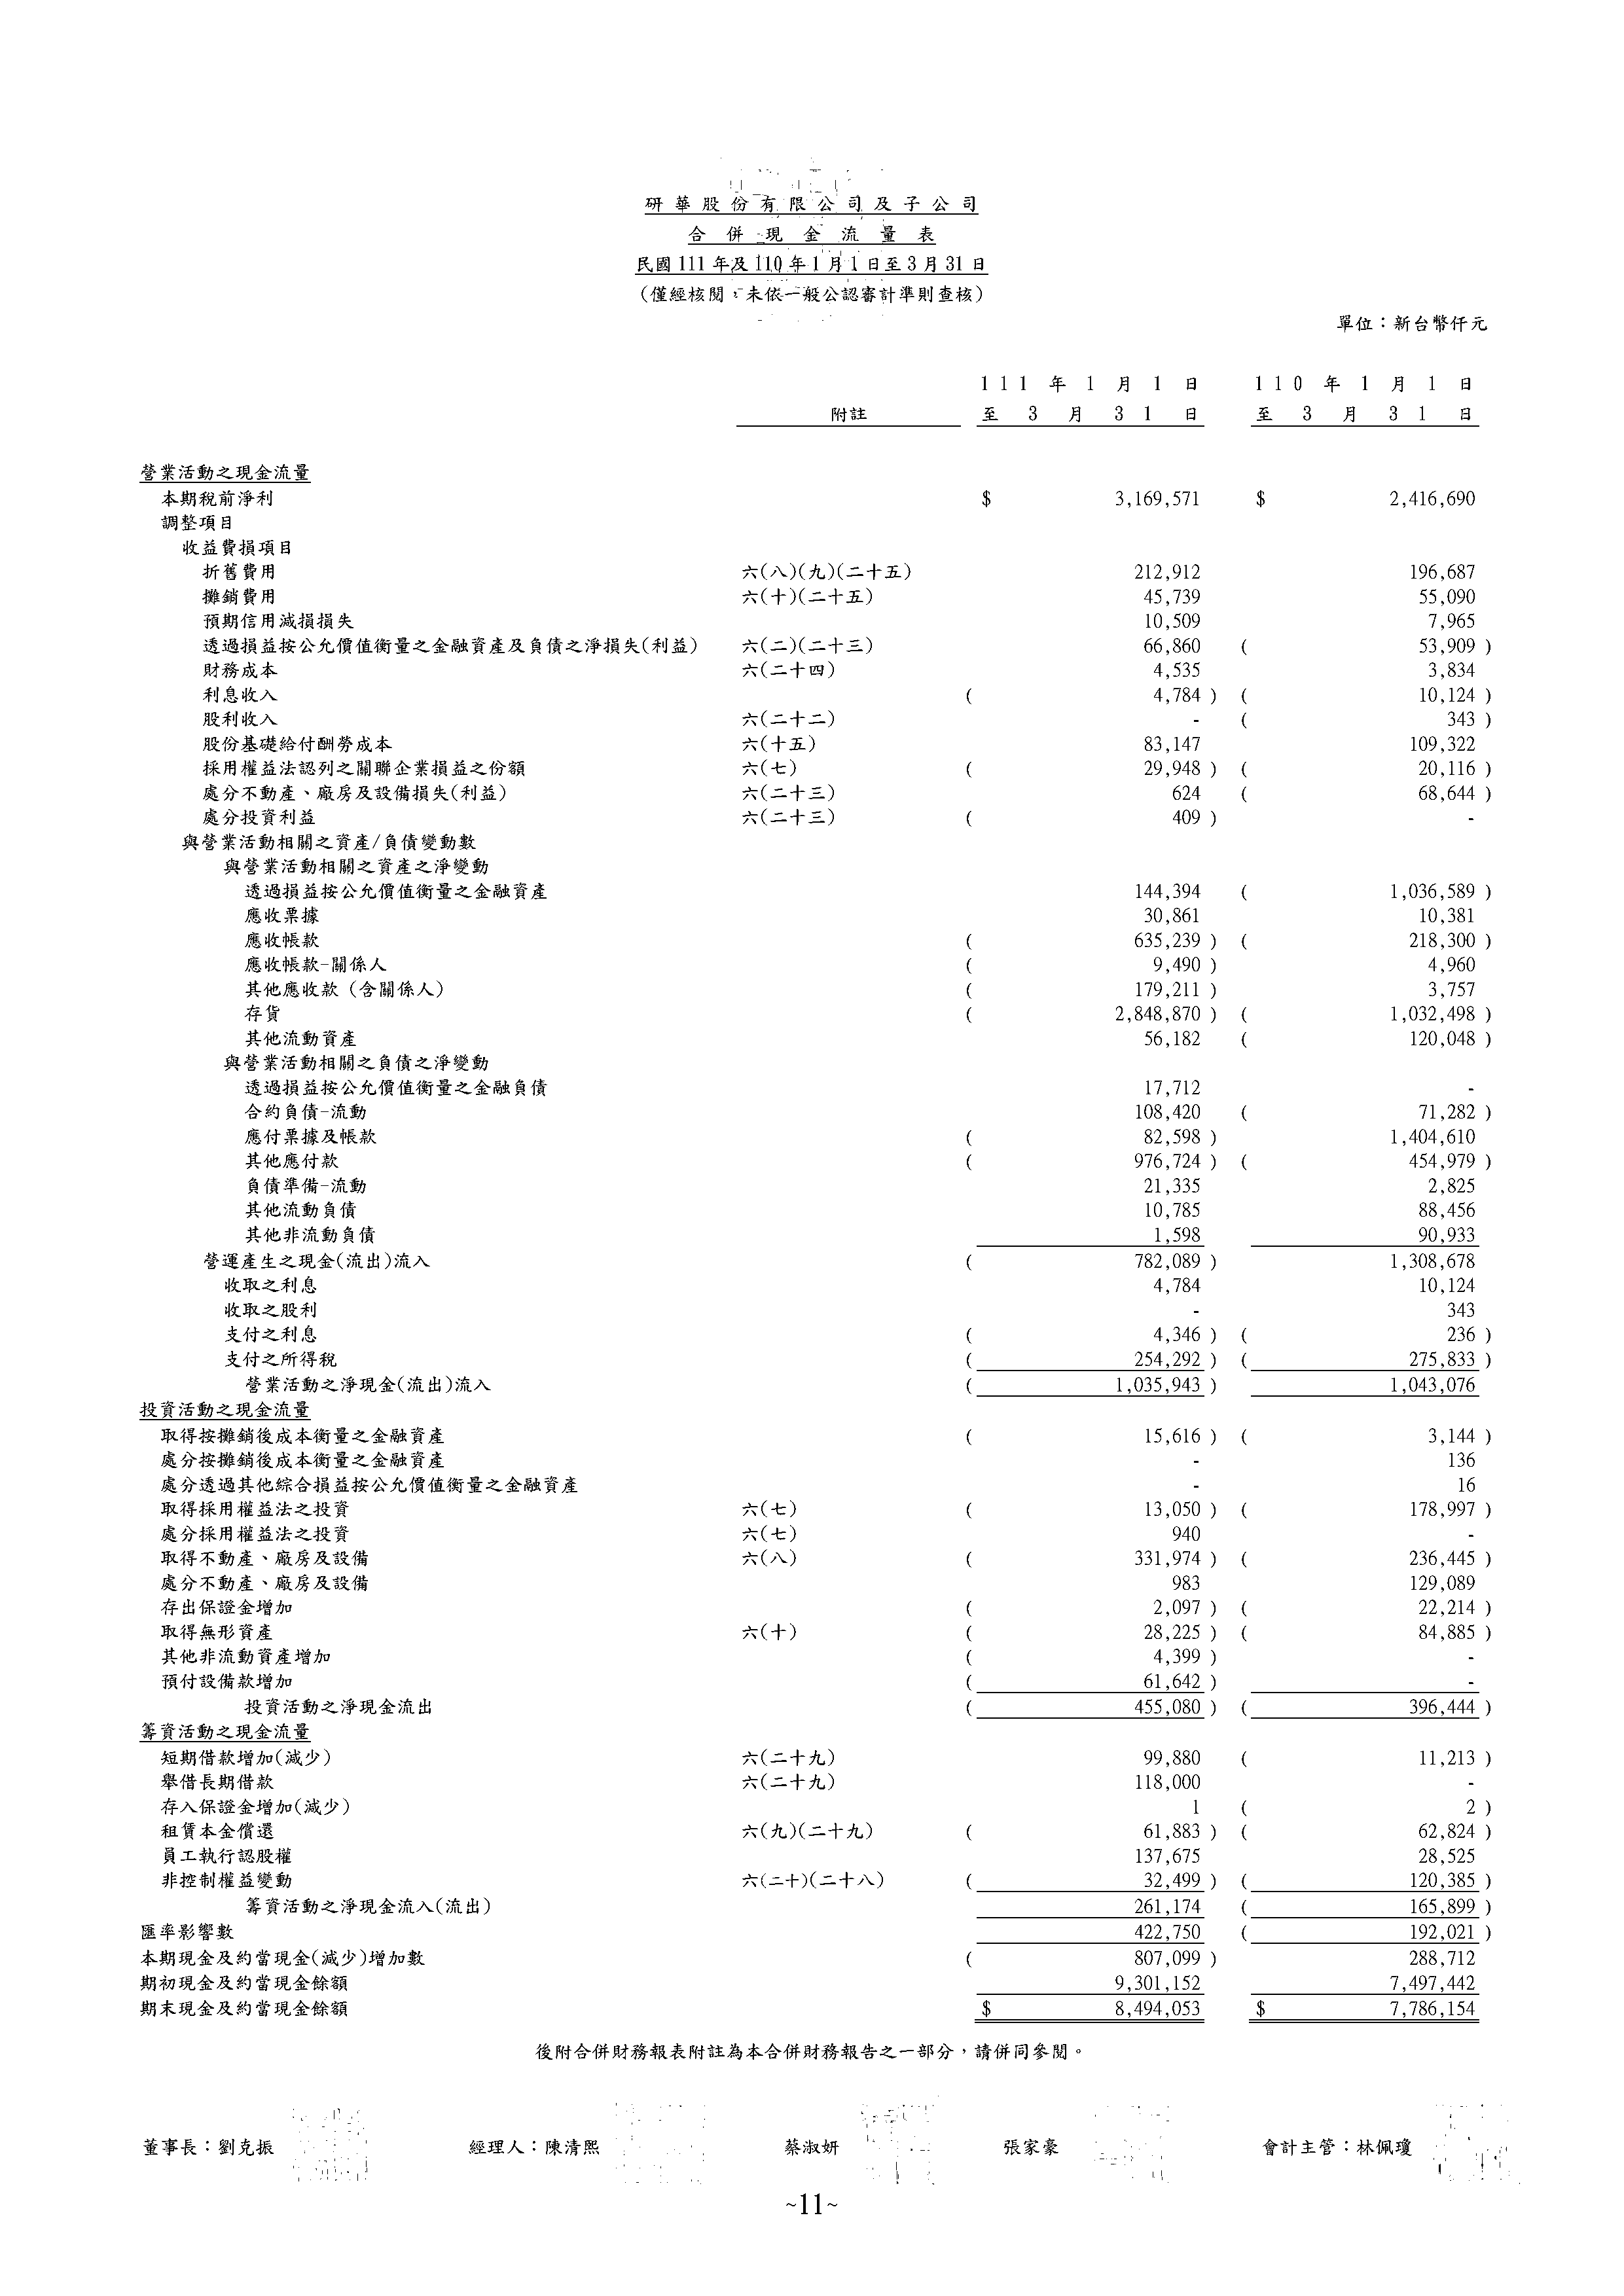 研華股份有限公司及子公司
合併現金流量表
民國111年及110年1月1日至3月31日
(僅經核閱,未依一般公認審計準則查核)
單位:新台幣仟元
111年1月1日 110年1月1日
附註 至3月31日 至3月31日
營業活動之現金流量
本期稅前淨利 $ 3,169,571 $ 2,416,690
調整項目
收益費損項目
折舊費用 六(八)(九)(二十五) 212,912 196,687
攤銷費用 六(十)(二十五) 45,739 55,090
預期信用減損損失 10,509 7,965
透過損益按公允價值衡量之金融資產及負債之淨損失(利益) 六(二)(二十三) 66,860 ( 53,909 )
財務成本 六(二十四) 4,535 3,834
利息收入 ( 4,784 ) ( 10,124 )
股利收入 六(二十二) - ( 343 )
股份基礎給付酬勞成本 六(十五) 83,147 109,322
採用權益法認列之關聯企業損益之份額 六(七) ( 29,948 ) ( 20,116 )
處分不動產、廠房及設備損失(利益) 六(二十三) 624 ( 68,644 )
處分投資利益 六(二十三) ( 409 ) -
與營業活動相關之資產/負債變動數
與營業活動相關之資產之淨變動
透過損益按公允價值衡量之金融資產 144,394 ( 1,036,589 )
應收票據 30,861 10,381
應收帳款 ( 635,239 ) ( 218,300 )
應收帳款-關係人 ( 9,490 ) 4,960
其他應收款(含關係人) ( 179,211 ) 3,757
存貨 ( 2,848,870 ) ( 1,032,498 )
其他流動資產 56,182 ( 120,048 )
與營業活動相關之負債之淨變動
透過損益按公允價值衡量之金融負債 17,712 -
合約負債-流動 108,420 ( 71,282 )
應付票據及帳款 ( 82,598 ) 1,404,610
其他應付款 ( 976,724 ) ( 454,979 )
負債準備-流動 21,335 2,825
其他流動負債 10,785 88,456
其他非流動負債 1,598 90,933
營運產生之現金(流出)流入 ( 782,089 ) 1,308,678
收取之利息 4,784 10,124
收取之股利 - 343
支付之利息 ( 4,346 ) ( 236 )
支付之所得稅 ( 254,292 ) ( 275,833 )
營業活動之淨現金(流出)流入 ( 1,035,943 ) 1,043,076
投資活動之現金流量
取得按攤銷後成本衡量之金融資產 ( 15,616 ) ( 3,144 )
處分按攤銷後成本衡量之金融資產 - 136
處分透過其他綜合損益按公允價值衡量之金融資產 - 16
取得採用權益法之投資 六(七) ( 13,050 ) ( 178,997 )
處分採用權益法之投資 六(七) 940 -
取得不動產、廠房及設備 六(八) ( 331,974 ) ( 236,445 )
處分不動產、廠房及設備 983 129,089
存出保證金增加 ( 2,097 ) ( 22,214 )
取得無形資產 六(十) ( 28,225 ) ( 84,885 )
其他非流動資產增加 ( 4,399 ) -
預付設備款增加 ( 61,642 ) -
投資活動之淨現金流出 ( 455,080 ) ( 396,444 )
籌資活動之現金流量
短期借款增加(減少) 六(二十九) 99,880 ( 11,213 )
舉借長期借款 六(二十九) 118,000 -
存入保證金增加(減少) 1 ( 2 )
租賃本金償還 六(九)(二十九) ( 61,883 ) ( 62,824 )
員工執行認股權 137,675 28,525
非控制權益變動 六(二十)(二十八) ( 32,499 ) ( 120,385 )
籌資活動之淨現金流入(流出) 261,174 ( 165,899 )
匯率影響數 422,750 ( 192,021 )
本期現金及約當現金(減少)增加數 ( 807,099 ) 288,712
期初現金及約當現金餘額 9,301,152 7,497,442
期末現金及約當現金餘額 $ 8,494,053 $ 7,786,154
後附合併財務報表附註為本合併財務報告之一部分,請併同參閱。
董事長:劉克振 經理人:陳清熙 蔡淑妍 張家豪 會計主管:林佩瓊
~11~